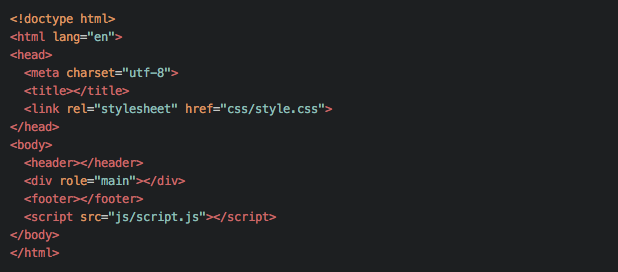 <!doctype html>
<html lang="en">
<head>
  <meta charset="utf-8">
  <title></title>
  <link rel="stylesheet" href="css/style.css">
</head>
<body>
  <header></header>
  <div role="main"></div>
  <footer></footer>
  <script src="js/script.js"></script>
</body>
</html>